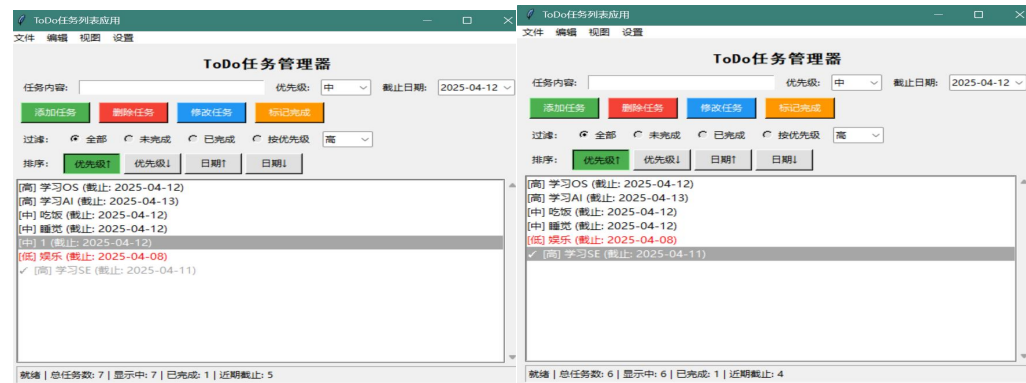 ToDo任务列表应用
文件 编辑 视图 设置
ToDo任务管理器
任务内容: 优先级: 中 截止日期: 2025-04-12
添加任务 删除任务 修改任务 标记完成
过滤: 全部 未完成 已完成 按优先级 高
排序: 优先级↑ 优先级↓ 日期↑ 日期↓
[高] 学习OS (截止: 2025-04-12)
[高] 学习AI (截止: 2025-04-13)
[中] 吃饭 (截止: 2025-04-12)
[中] 睡觉 (截止: 2025-04-12)
[中] 1 (截止: 2025-04-12)
[低] 娱乐 (截止: 2025-04-08)
✓ [高] 学习SE (截止: 2025-04-11)
就绪 | 总任务数: 7 | 显示中: 7 | 已完成: 1 | 近期截止: 5
ToDo任务列表应用
文件 编辑 视图 设置
ToDo任务管理器
任务内容: 优先级: 中 截止日期: 2025-04-12
添加任务 删除任务 修改任务 标记完成
过滤: 全部 未完成 已完成 按优先级 高
排序: 优先级↑ 优先级↓ 日期↑ 日期↓
[高] 学习OS (截止: 2025-04-12)
[高] 学习AI (截止: 2025-04-13)
[中] 吃饭 (截止: 2025-04-12)
[中] 睡觉 (截止: 2025-04-12)
[低] 娱乐 (截止: 2025-04-08)
✓ [高] 学习SE (截止: 2025-04-11)
就绪 | 总任务数: 6 | 显示中: 6 | 已完成: 1 | 近期截止: 4